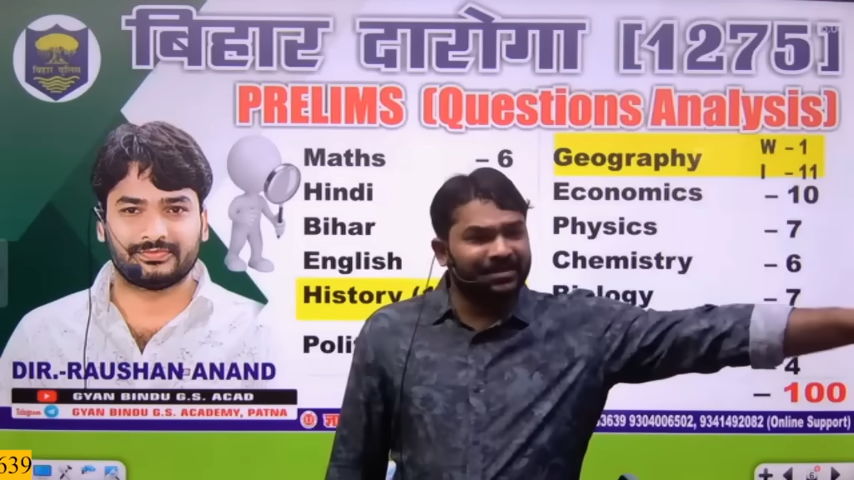 बिहार दारोगा [1275]
PRELIMS (Questions Analysis)
बिहार पुलिस
Maths – 6
Hindi
Bihar
English
History
Geography W – 1
I – 11
Economics – 10
Physics – 7
Chemistry – 6
Biology – 7
4
– 100
DIR.-RAUSHAN ANAND
GYAN BINDU G.S. ACAD
Telegram GYAN BINDU G.S. ACADEMY, PATNA
3639 9304006502, 9341492082 (Online Support)
639